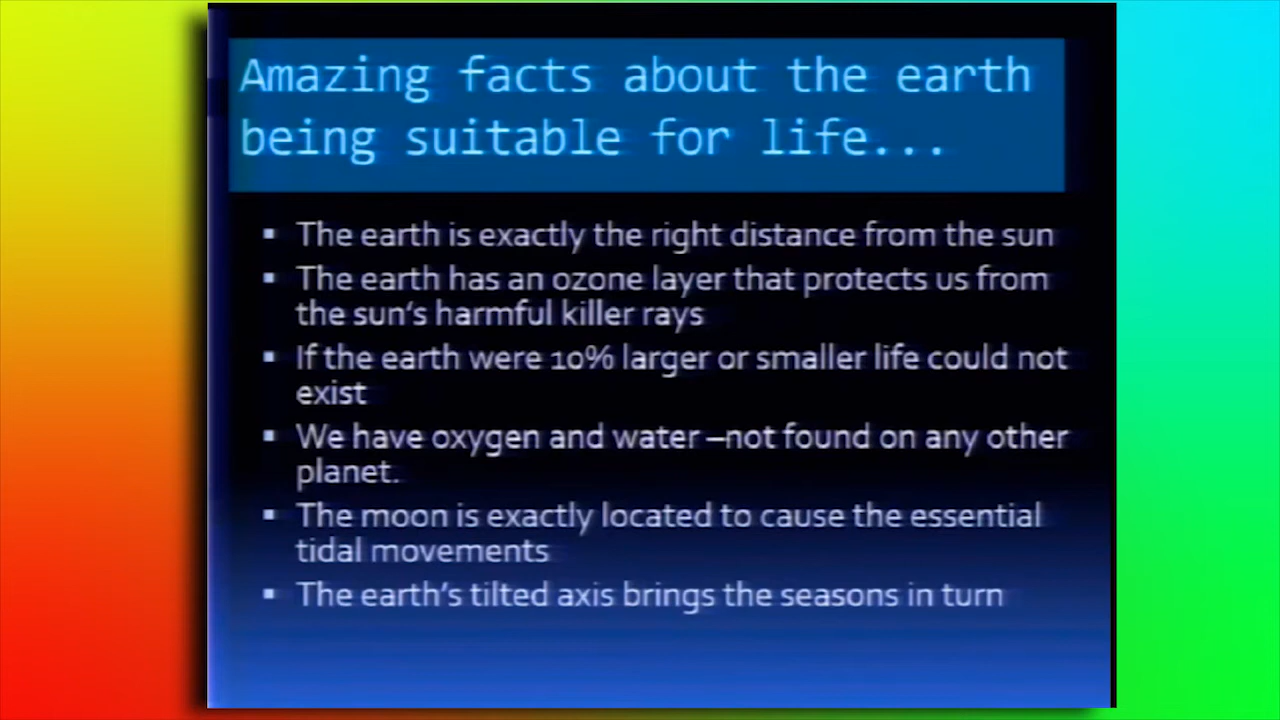 Amazing facts about the earth
being suitable for life...
▪ The earth is exactly the right distance from the sun
▪ The earth has an ozone layer that protects us from
the sun's harmful killer rays
▪ If the earth were 10% larger or smaller life could not
exist
▪ We have oxygen and water –not found on any other
planet.
▪ The moon is exactly located to cause the essential
tidal movements
▪ The earth's tilted axis brings the seasons in turn